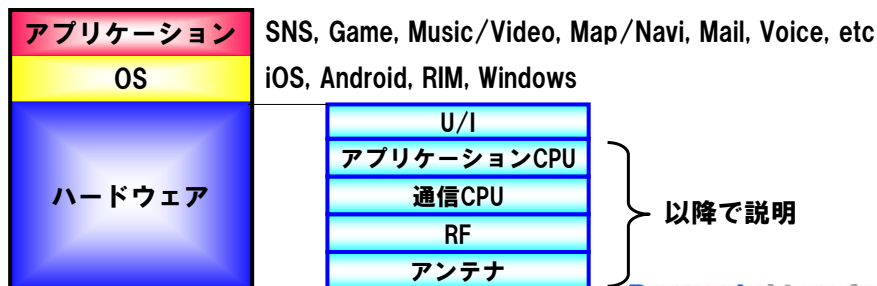 アプリケーション SNS, Game, Music/Video, Map/Navi, Mail, Voice, etc
OS iOS, Android, RIM, Windows
ハードウェア
U/I
アプリケーションCPU
通信CPU
RF
アンテナ
以降で説明